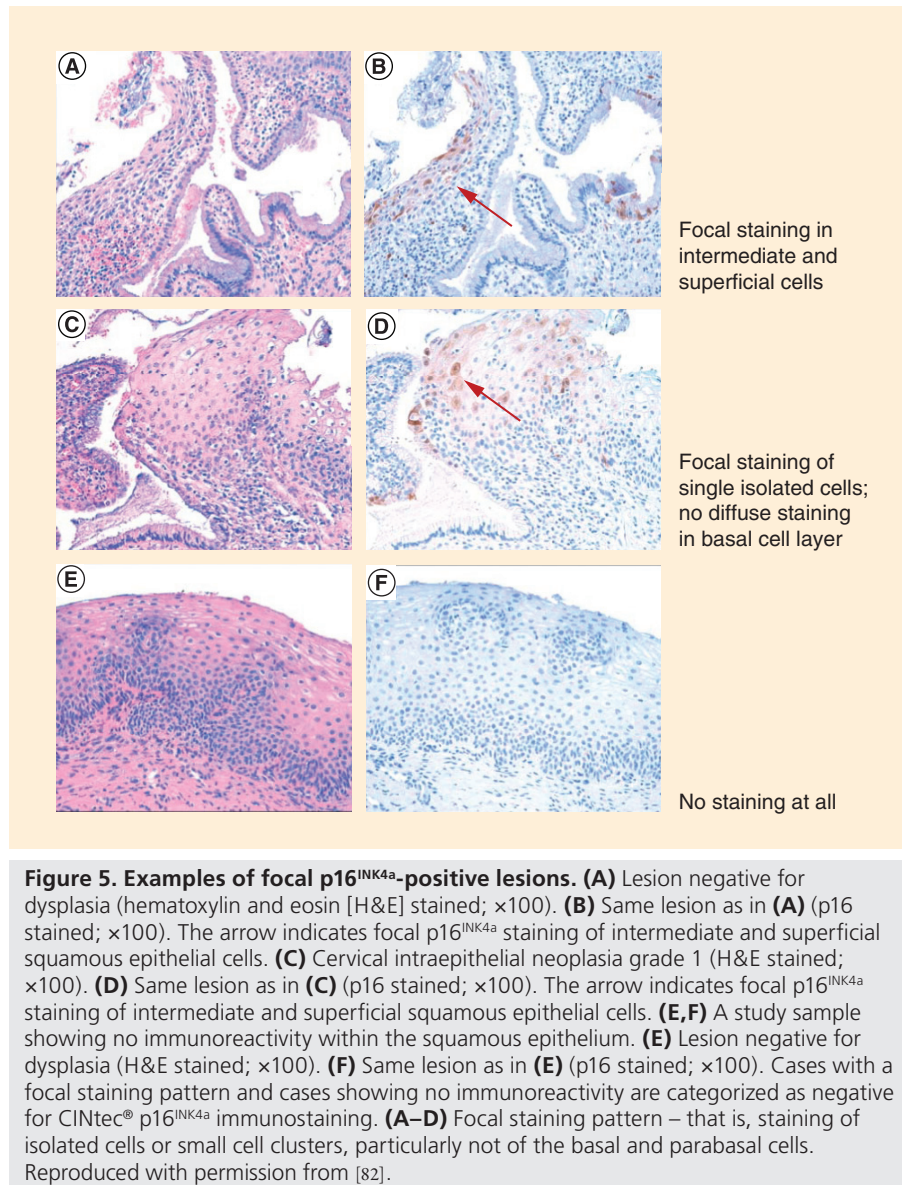 A
B
Focal staining in
intermediate and
superficial cells
C
D
Focal staining of
single isolated cells;
no diffuse staining
in basal cell layer
E
F
No staining at all
Figure 5. Examples of focal p16INK4a-positive lesions. (A) Lesion negative for
dysplasia (hematoxylin and eosin [H&E] stained; ×100). (B) Same lesion as in (A) (p16
stained; ×100). The arrow indicates focal p16INK4a staining of intermediate and superficial
squamous epithelial cells. (C) Cervical intraepithelial neoplasia grade 1 (H&E stained;
×100). (D) Same lesion as in (C) (p16 stained; ×100). The arrow indicates focal p16INK4a
staining of intermediate and superficial squamous epithelial cells. (E,F) A study sample
showing no immunoreactivity within the squamous epithelium. (E) Lesion negative for
dysplasia (H&E stained; ×100). (F) Same lesion as in (E) (p16 stained; ×100). Cases with a
focal staining pattern and cases showing no immunoreactivity are categorized as negative
for CINtec® p16INK4a immunostaining. (A–D) Focal staining pattern – that is, staining of
isolated cells or small cell clusters, particularly not of the basal and parabasal cells.
Reproduced with permission from [82].